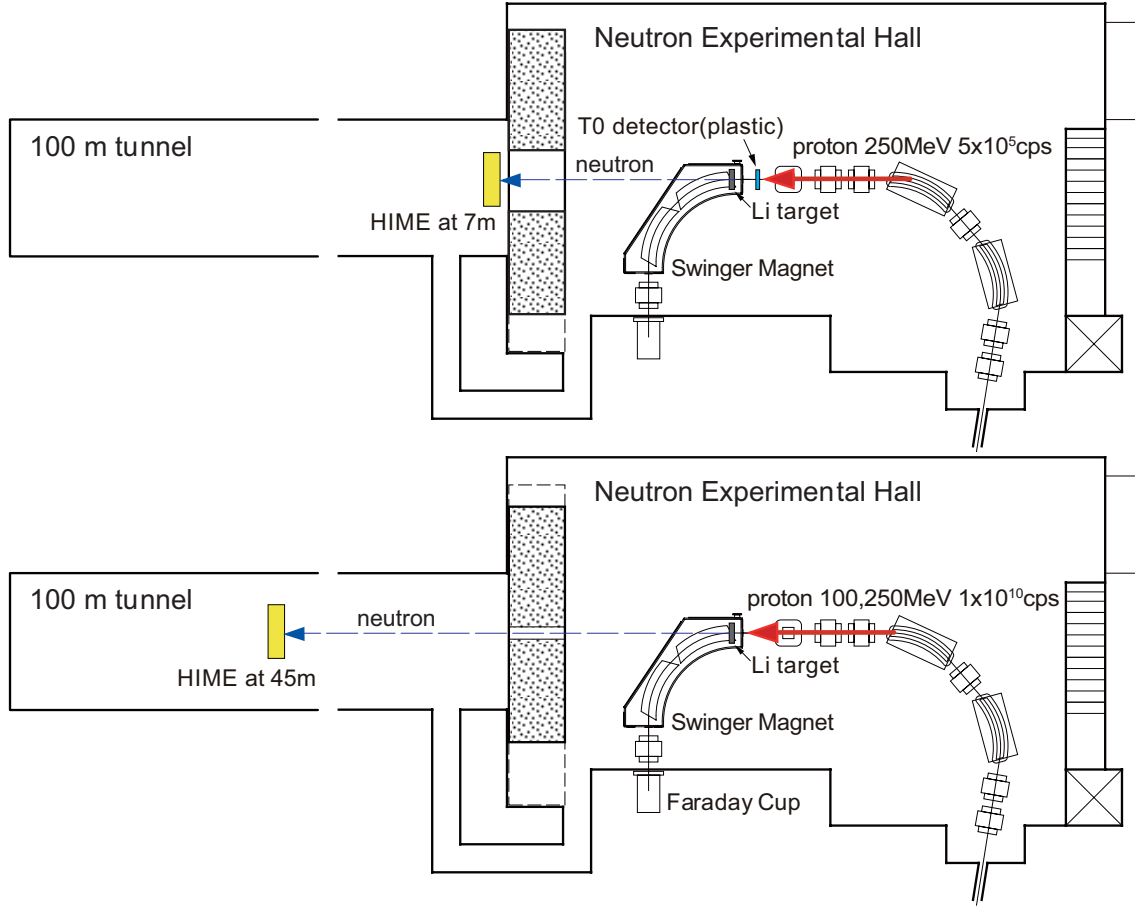 Neutron Experimental Hall
100 m tunnel
T0 detector(plastic)
proton 250MeV 5x10⁵cps
neutron
HIME at 7m
Li target
Swinger Magnet
Neutron Experimental Hall
100 m tunnel
proton 100,250MeV 1x10¹⁰cps
neutron
HIME at 45m
Li target
Swinger Magnet
Faraday Cup